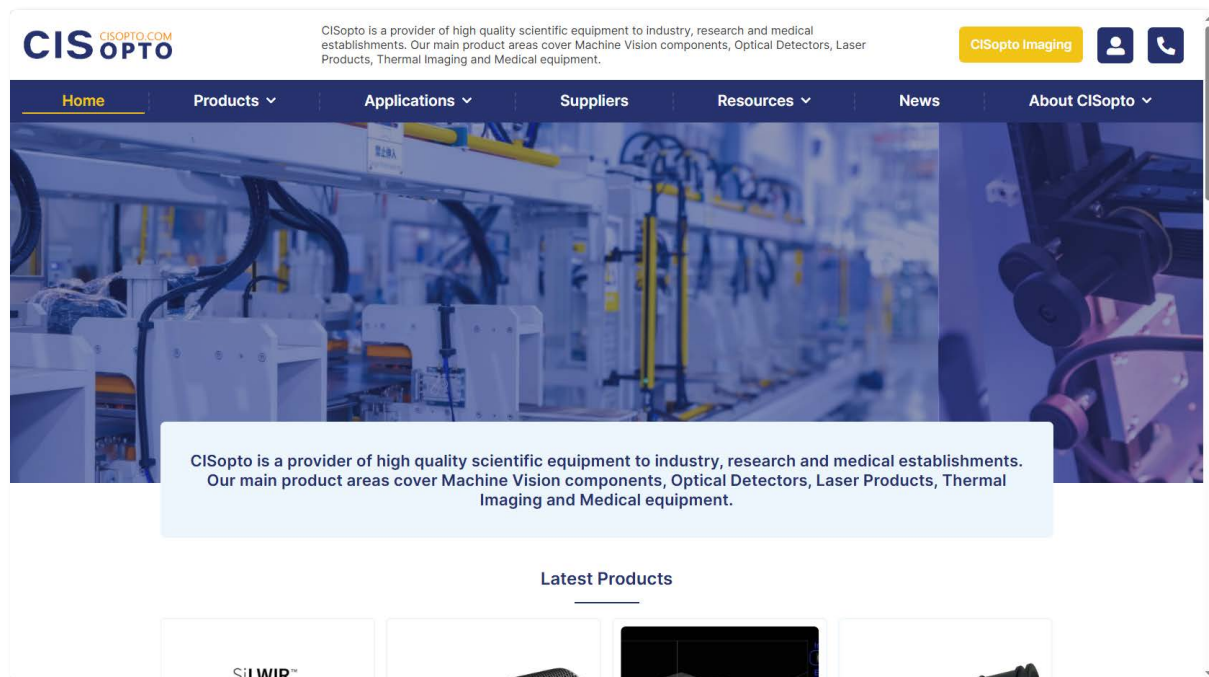 CIS OPTO
CISOPTO.COM
CISopto is a provider of high quality scientific equipment to industry, research and medical
establishments. Our main product areas cover Machine Vision components, Optical Detectors, Laser
Products, Thermal Imaging and Medical equipment.
CISopto Imaging
Home Products Applications Suppliers Resources News About CISopto
CISopto is a provider of high quality scientific equipment to industry, research and medical establishments.
Our main product areas cover Machine Vision components, Optical Detectors, Laser Products, Thermal
Imaging and Medical equipment.
Latest Products
SiLWIR™